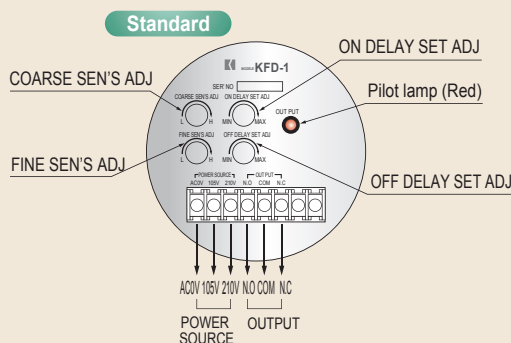 Standard
ON DELAY SET ADJ
COARSE SEN'S ADJ
Pilot lamp (Red)
FINE SEN'S ADJ
OFF DELAY SET ADJ
KFD-1
SER' NO
COARSE SEN'S ADJ ON DELAY SET ADJ
L H MIN MAX
OUT PUT
FINE SEN'S ADJ OFF DELAY SET ADJ
L H MIN MAX
POWER SOURCE OUT PUT
AC0V 105V 210V N.O COM N.C
AC0V 105V 210V N.O COM N.C
POWER SOURCE
OUTPUT